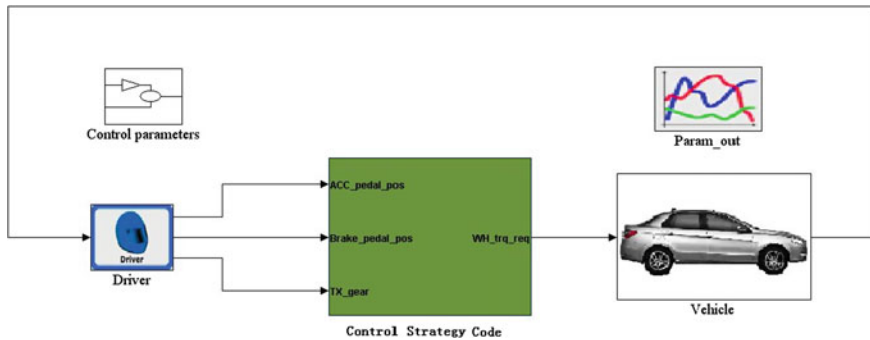 Control parameters
Param_out
ACC_pedal_pos
Brake_pedal_pos
WH_trq_req
TX_gear
Driver
Driver
Vehicle
Control Strategy Code